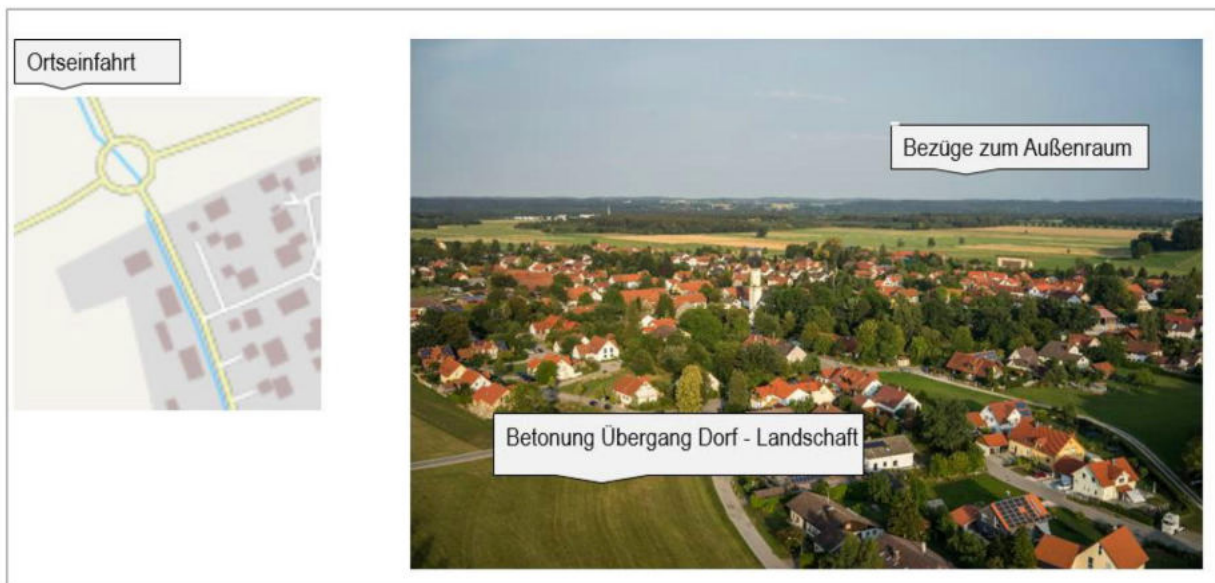 Ortseinfahrt
Bezüge zum Außenraum
Betonung Übergang Dorf - Landschaft